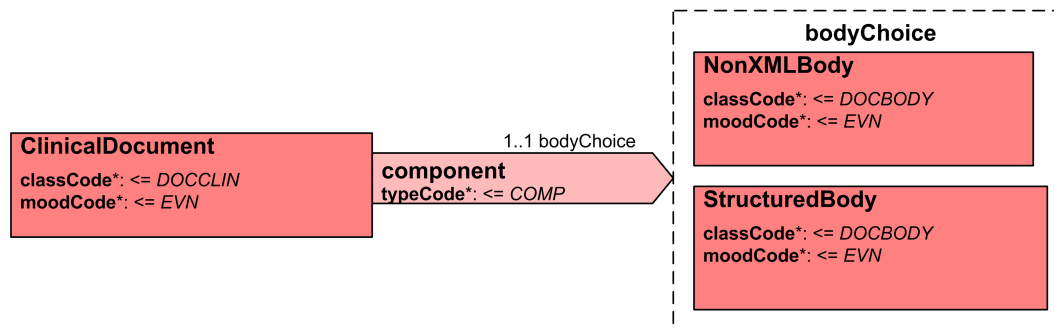 bodyChoice
NonXMLBody
classCode*: <= DOCBODY
moodCode*: <= EVN
ClinicalDocument
classCode*: <= DOCCLIN
moodCode*: <= EVN
1..1 bodyChoice
component
typeCode*: <= COMP
StructuredBody
classCode*: <= DOCBODY
moodCode*: <= EVN